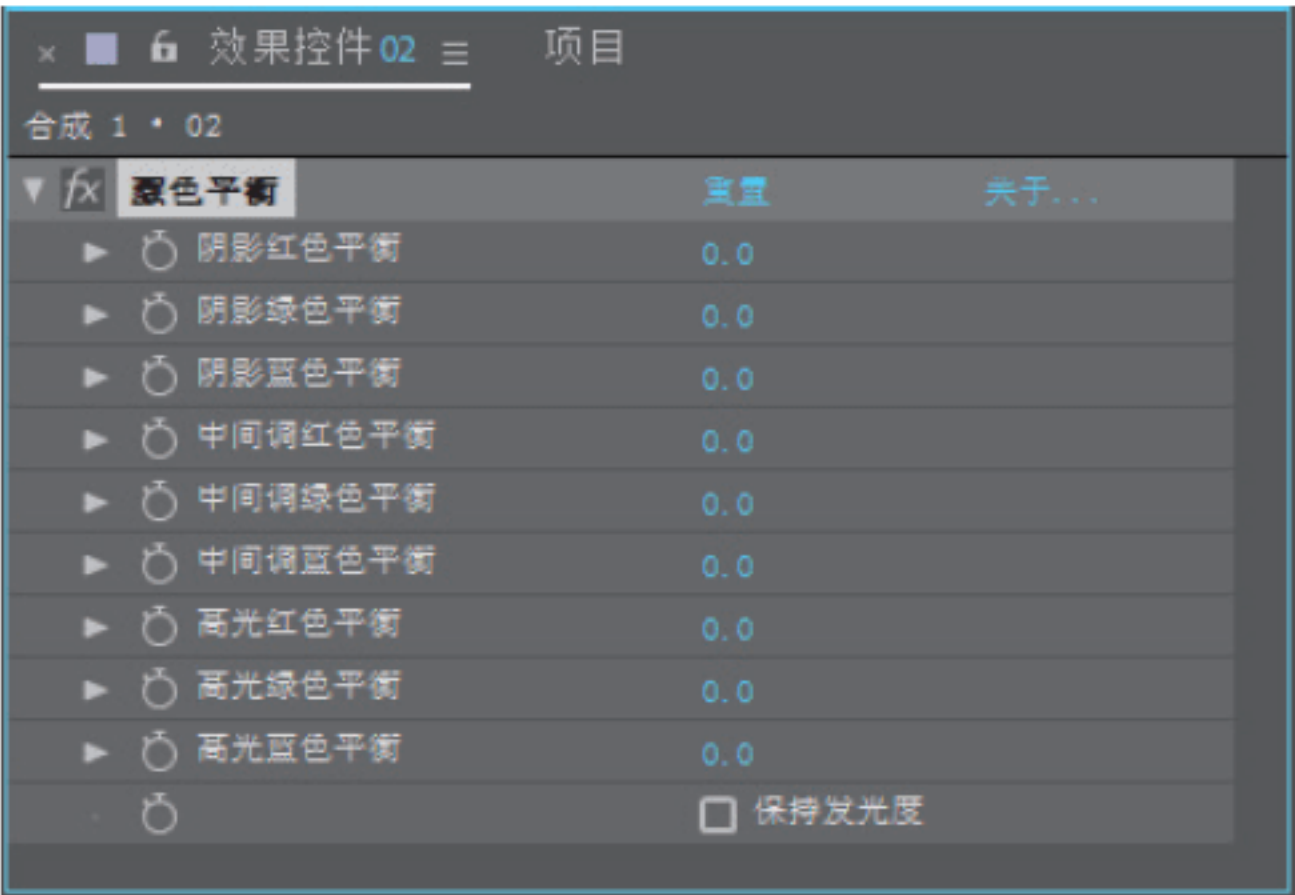 × 效果控件 02 ≡ 项目
合成 1 • 02
fx 颜色平衡 重置 关于...
阴影红色平衡 0.0
阴影绿色平衡 0.0
阴影蓝色平衡 0.0
中间调红色平衡 0.0
中间调绿色平衡 0.0
中间调蓝色平衡 0.0
高光红色平衡 0.0
高光绿色平衡 0.0
高光蓝色平衡 0.0
保持发光度